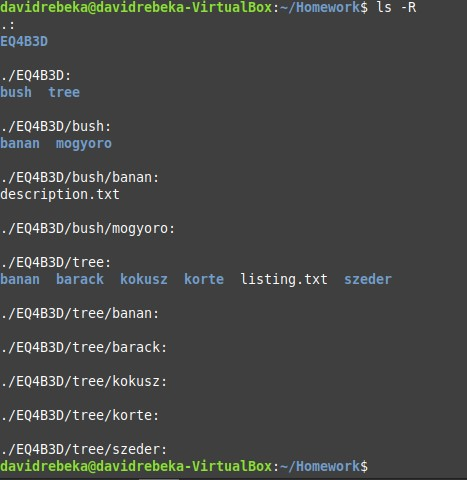 davidrebeka@davidrebeka-VirtualBox:~/Homework$ ls -R
.:
EQ4B3D
./EQ4B3D:
bush  tree
./EQ4B3D/bush:
banan  mogyoro
./EQ4B3D/bush/banan:
description.txt
./EQ4B3D/bush/mogyoro:
./EQ4B3D/tree:
banan  barack  kokusz  korte  listing.txt  szeder
./EQ4B3D/tree/banan:
./EQ4B3D/tree/barack:
./EQ4B3D/tree/kokusz:
./EQ4B3D/tree/korte:
./EQ4B3D/tree/szeder:
davidrebeka@davidrebeka-VirtualBox:~/Homework$